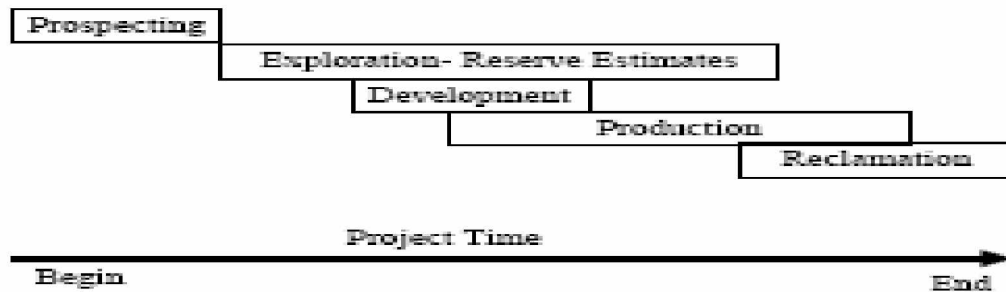 Prospecting
Exploration- Reserve Estimates
Development
Production
Reclamation
Project Time
Begin
End